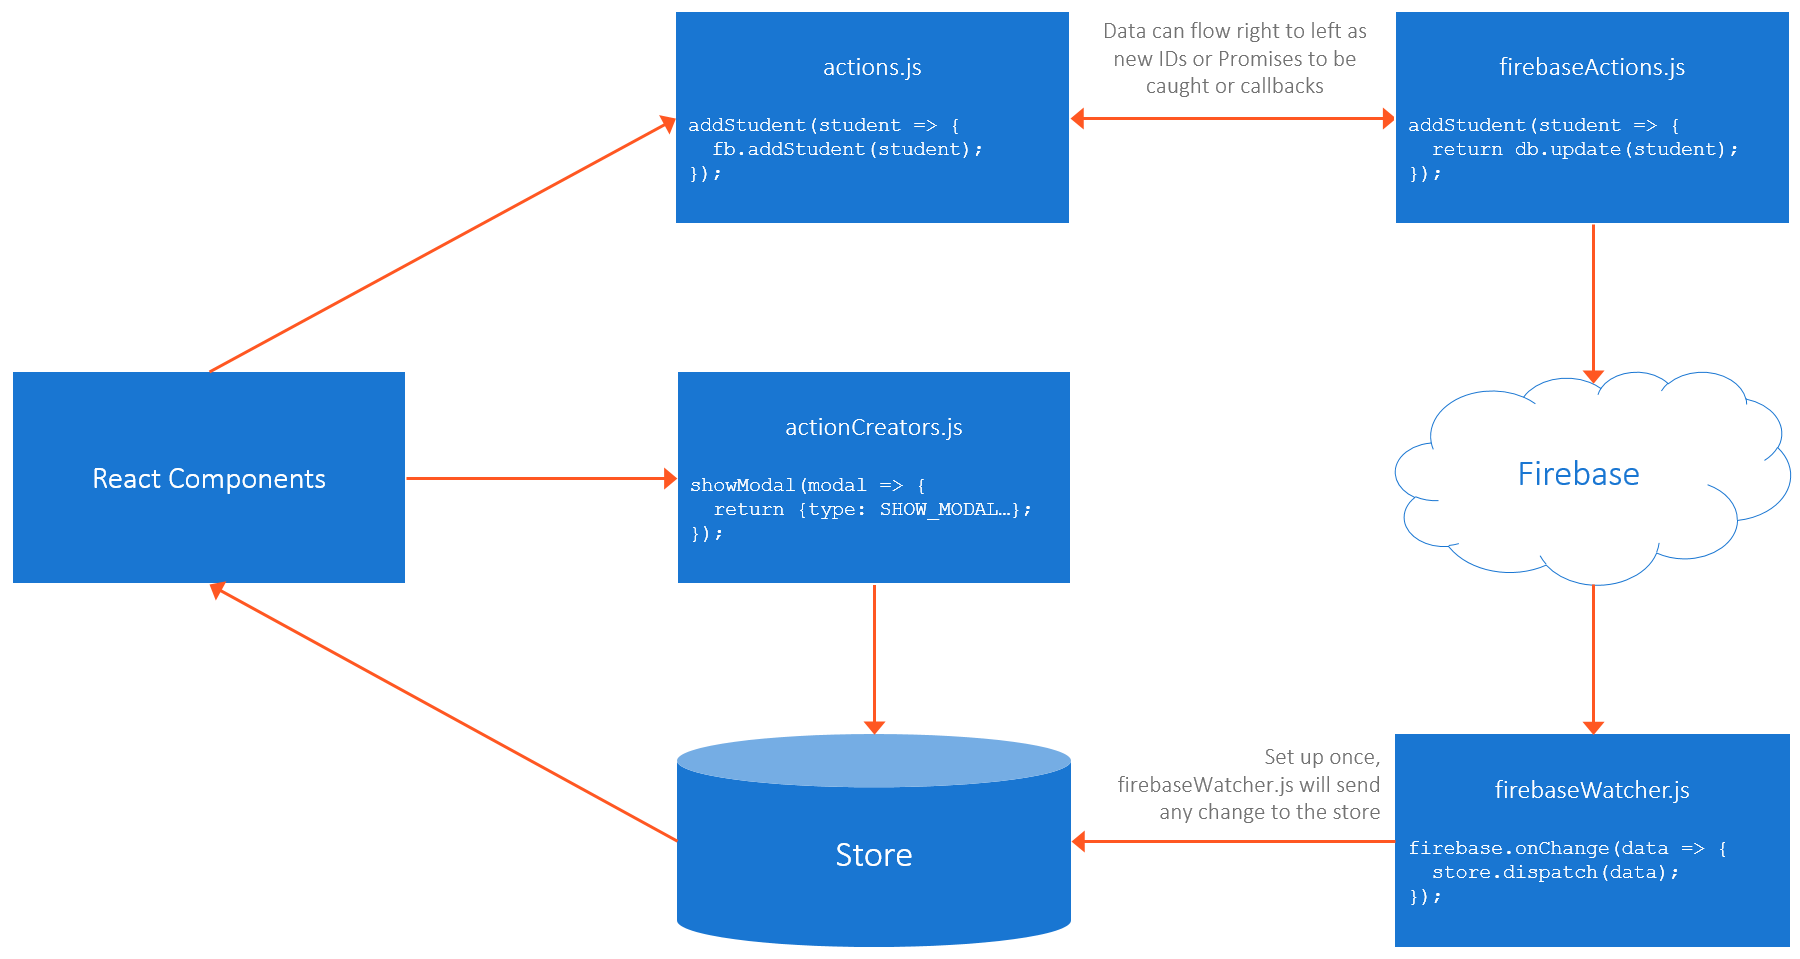 actions.js
addStudent(student => {
  fb.addStudent(student);
});
Data can flow right to left as
new IDs or Promises to be
caught or callbacks
firebaseActions.js
addStudent(student => {
  return db.update(student);
});
React Components
actionCreators.js
showModal(modal => {
  return {type: SHOW_MODAL…};
});
Firebase
Store
Set up once,
firebaseWatcher.js will send
any change to the store
firebaseWatcher.js
firebase.onChange(data => {
  store.dispatch(data);
});